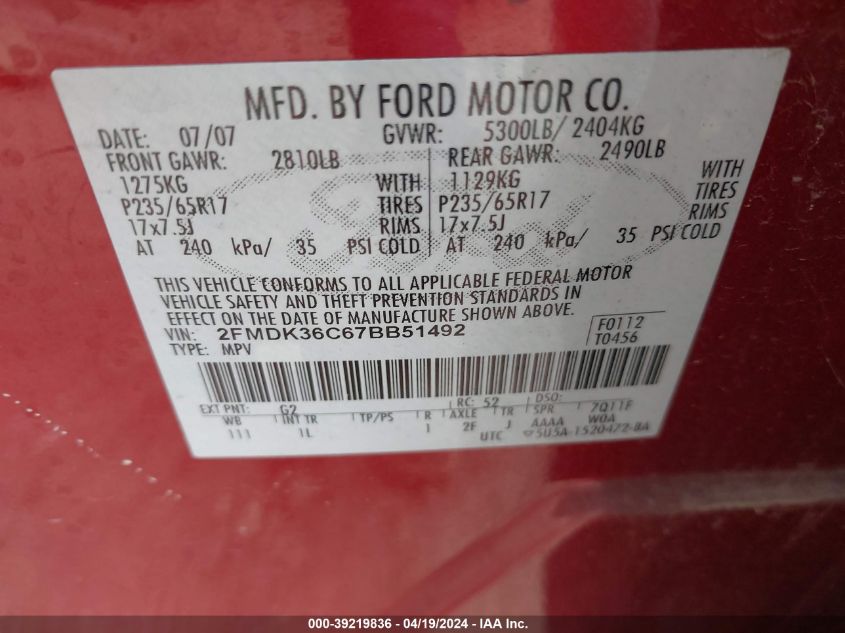 MFD. BY FORD MOTOR CO.
DATE: 07/07 GVWR: 5300LB/ 2404KG
FRONT GAWR: 2810LB REAR GAWR: 2490LB
1275KG WITH 1129KG WITH
P235/65R17 TIRES P235/65R17 TIRES
17x7.5J RIMS 17x7.5J RIMS
AT 240 kPa/ 35 PSI COLD AT 240 kPa/ 35 PSI COLD
THIS VEHICLE CONFORMS TO ALL APPLICABLE FEDERAL MOTOR
VEHICLE SAFETY AND THEFT PREVENTION STANDARDS IN
EFFECT ON THE DATE OF MANUFACTURE SHOWN ABOVE.
VIN: 2FMDK36C67BB51492 F0112
TYPE: MPV T0456
EXT PNT: G2 RC: 52 DSO:
WB INT TR TP/PS R AXLE TR SPR 7Q11F
111 1L 1 2F J AAAA WOA
UTC 5U5A-1520472-BA
000-39219836 - 04/19/2024 - IAA Inc.